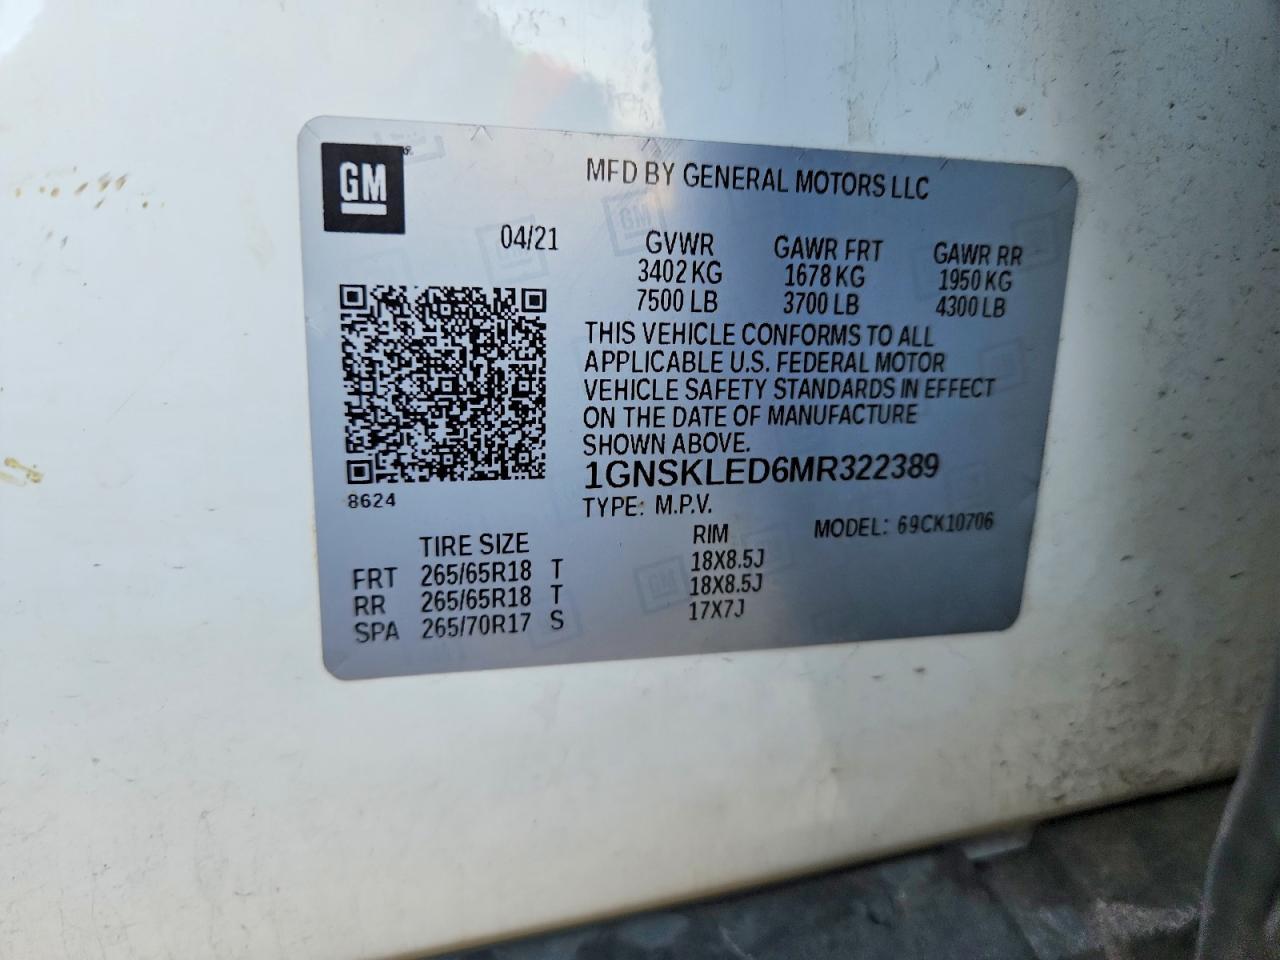 GM
MFD BY GENERAL MOTORS LLC
04/21
GVWR GAWR FRT GAWR RR
3402 KG 1678 KG 1950 KG
7500 LB 3700 LB 4300 LB
THIS VEHICLE CONFORMS TO ALL
APPLICABLE U.S. FEDERAL MOTOR
VEHICLE SAFETY STANDARDS IN EFFECT
ON THE DATE OF MANUFACTURE
SHOWN ABOVE.
1GNSKLED6MR322389
8624
TYPE: M.P.V. MODEL: 69CK10706
TIRE SIZE RIM
FRT 265/65R18 T 18X8.5J
RR 265/65R18 T 18X8.5J
SPA 265/70R17 S 17X7J